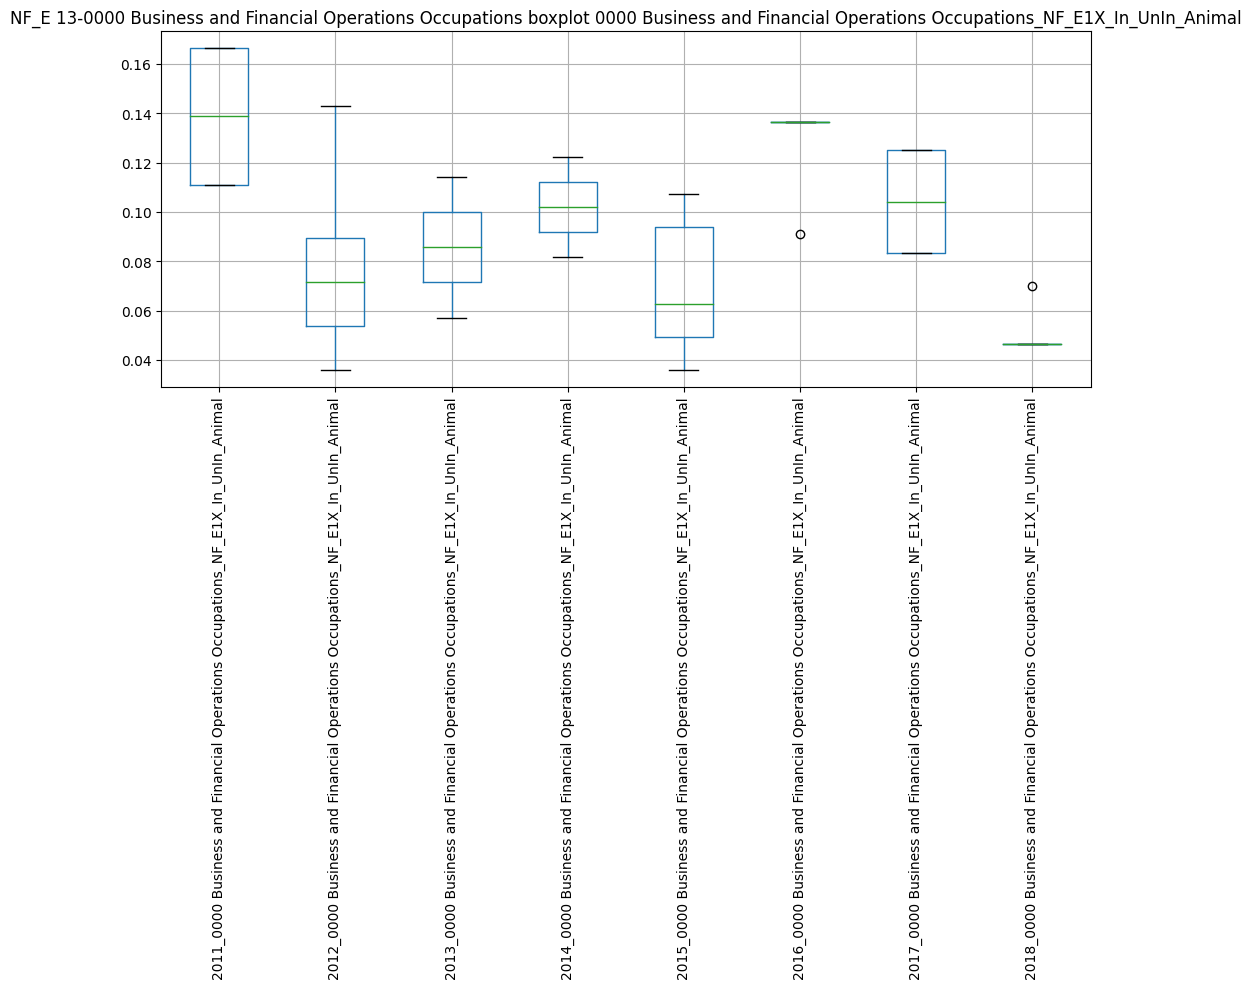 NF_E 13-0000 Business and Financial Operations Occupations boxplot 0000 Business and Financial Operations Occupations_NF_E1X_In_UnIn_Animal
0.16
0.14
0.12
0.10
0.08
0.06
0.04
2011_0000 Business and Financial Operations Occupations_NF_E1X_In_UnIn_Animal
2012_0000 Business and Financial Operations Occupations_NF_E1X_In_UnIn_Animal
2013_0000 Business and Financial Operations Occupations_NF_E1X_In_UnIn_Animal
2014_0000 Business and Financial Operations Occupations_NF_E1X_In_UnIn_Animal
2015_0000 Business and Financial Operations Occupations_NF_E1X_In_UnIn_Animal
2016_0000 Business and Financial Operations Occupations_NF_E1X_In_UnIn_Animal
2017_0000 Business and Financial Operations Occupations_NF_E1X_In_UnIn_Animal
2018_0000 Business and Financial Operations Occupations_NF_E1X_In_UnIn_Animal